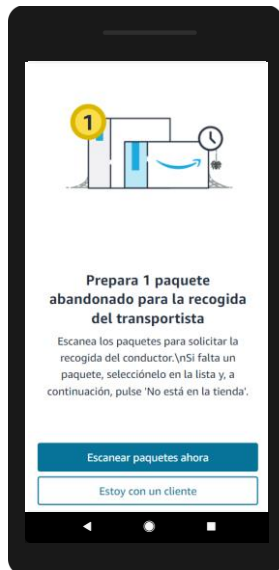 1
Prepara 1 paquete
abandonado para la recogida
del transportista
Escanea los paquetes para solicitar la
recogida del conductor.\nSi falta un
paquete, selecciónelo en la lista y, a
continuación, pulse 'No está en la tienda'.
Escanear paquetes ahora
Estoy con un cliente